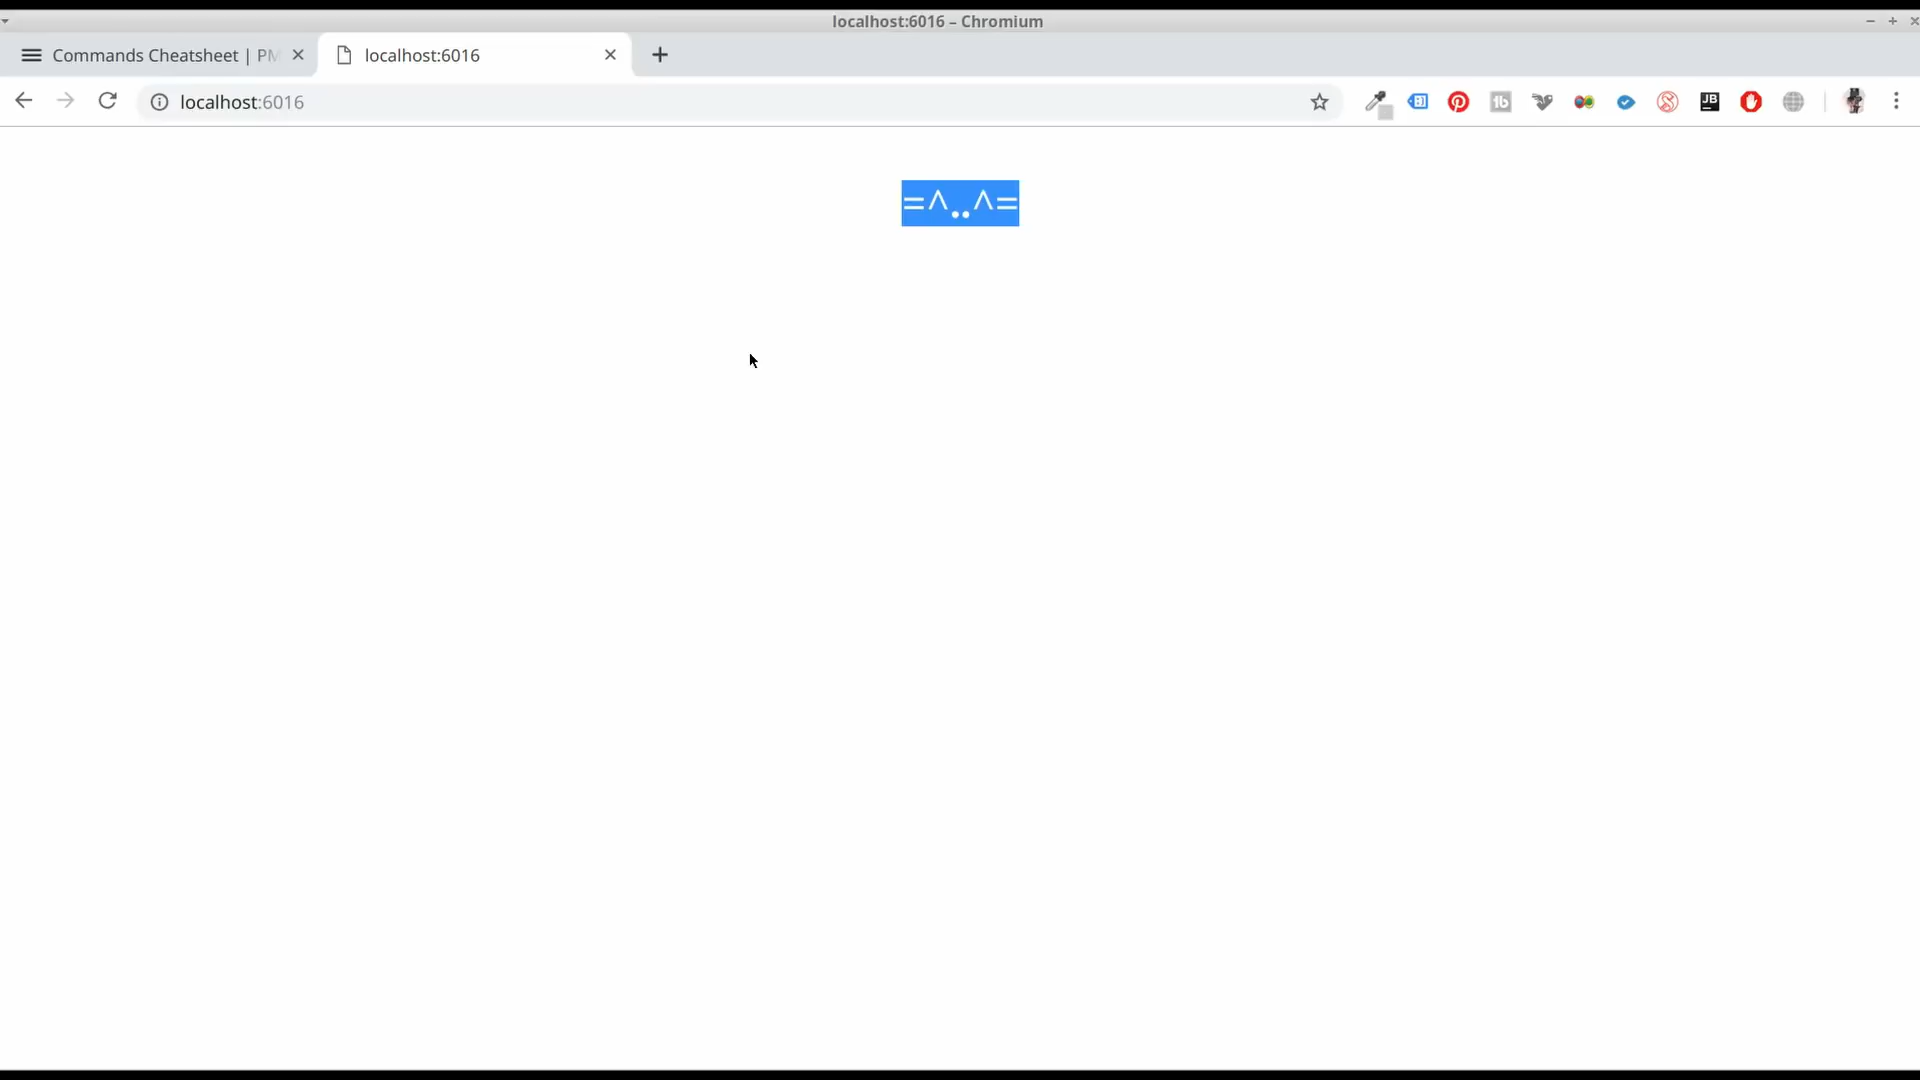 localhost:6016 – Chromium
Commands Cheatsheet | PM
localhost:6016
localhost:6016
=^..^=